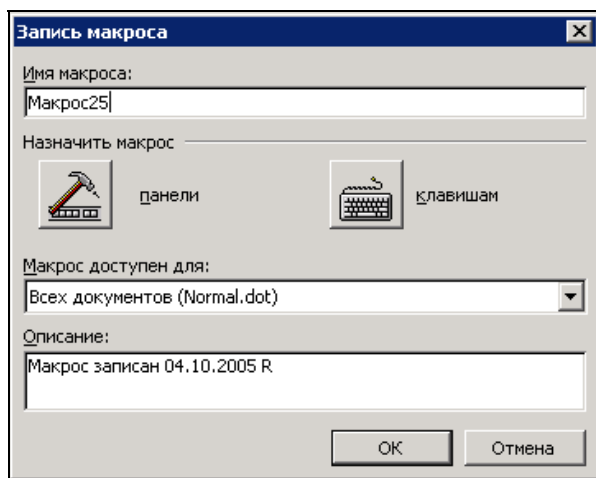 Запись макроса
Имя макроса:
Макрос25
Назначить макрос
панели
клавишам
Макрос доступен для:
Всех документов (Normal.dot)
Описание:
Макрос записан 04.10.2005 R
ОК
Отмена